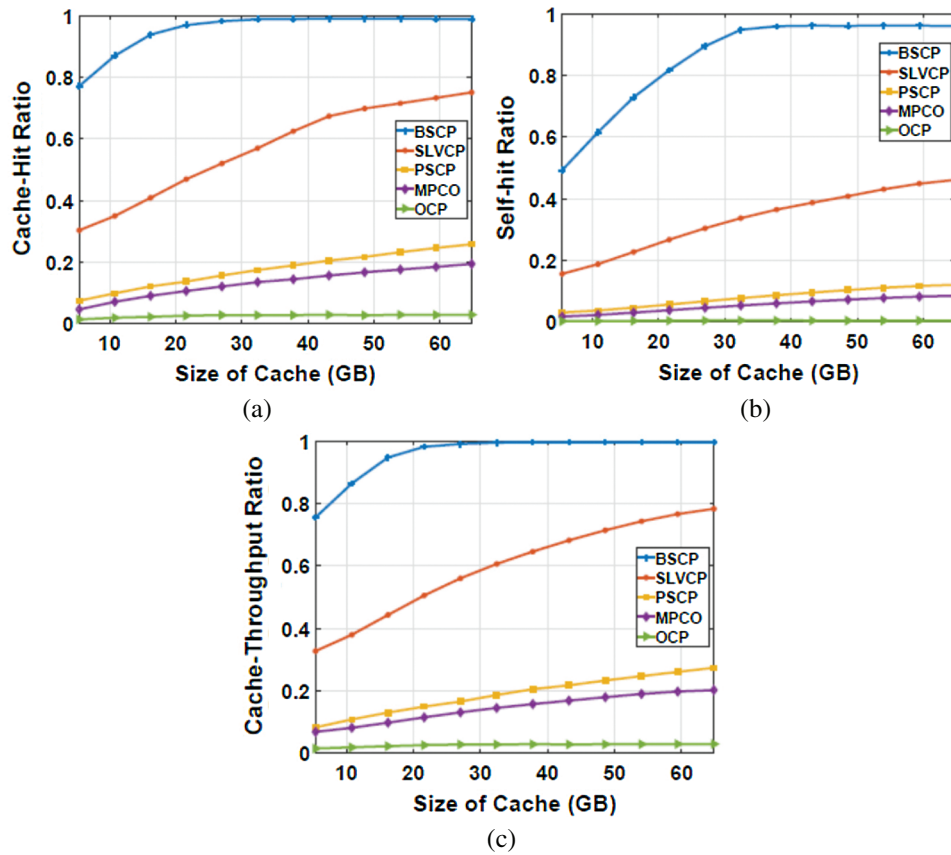 1
0.8
0.6
0.4
0.2
0
Cache-Hit Ratio
BSCP
SLVCP
PSCP
MPCO
OCP
10 20 30 40 50 60
Size of Cache (GB)
(a)
1
0.8
0.6
0.4
0.2
0
Self-hit Ratio
BSCP
SLVCP
PSCP
MPCO
OCP
10 20 30 40 50 60
Size of Cache (GB)
(b)
1
0.8
0.6
0.4
0.2
0
Cache-Throughput Ratio
BSCP
SLVCP
PSCP
MPCO
OCP
10 20 30 40 50 60
Size of Cache (GB)
(c)